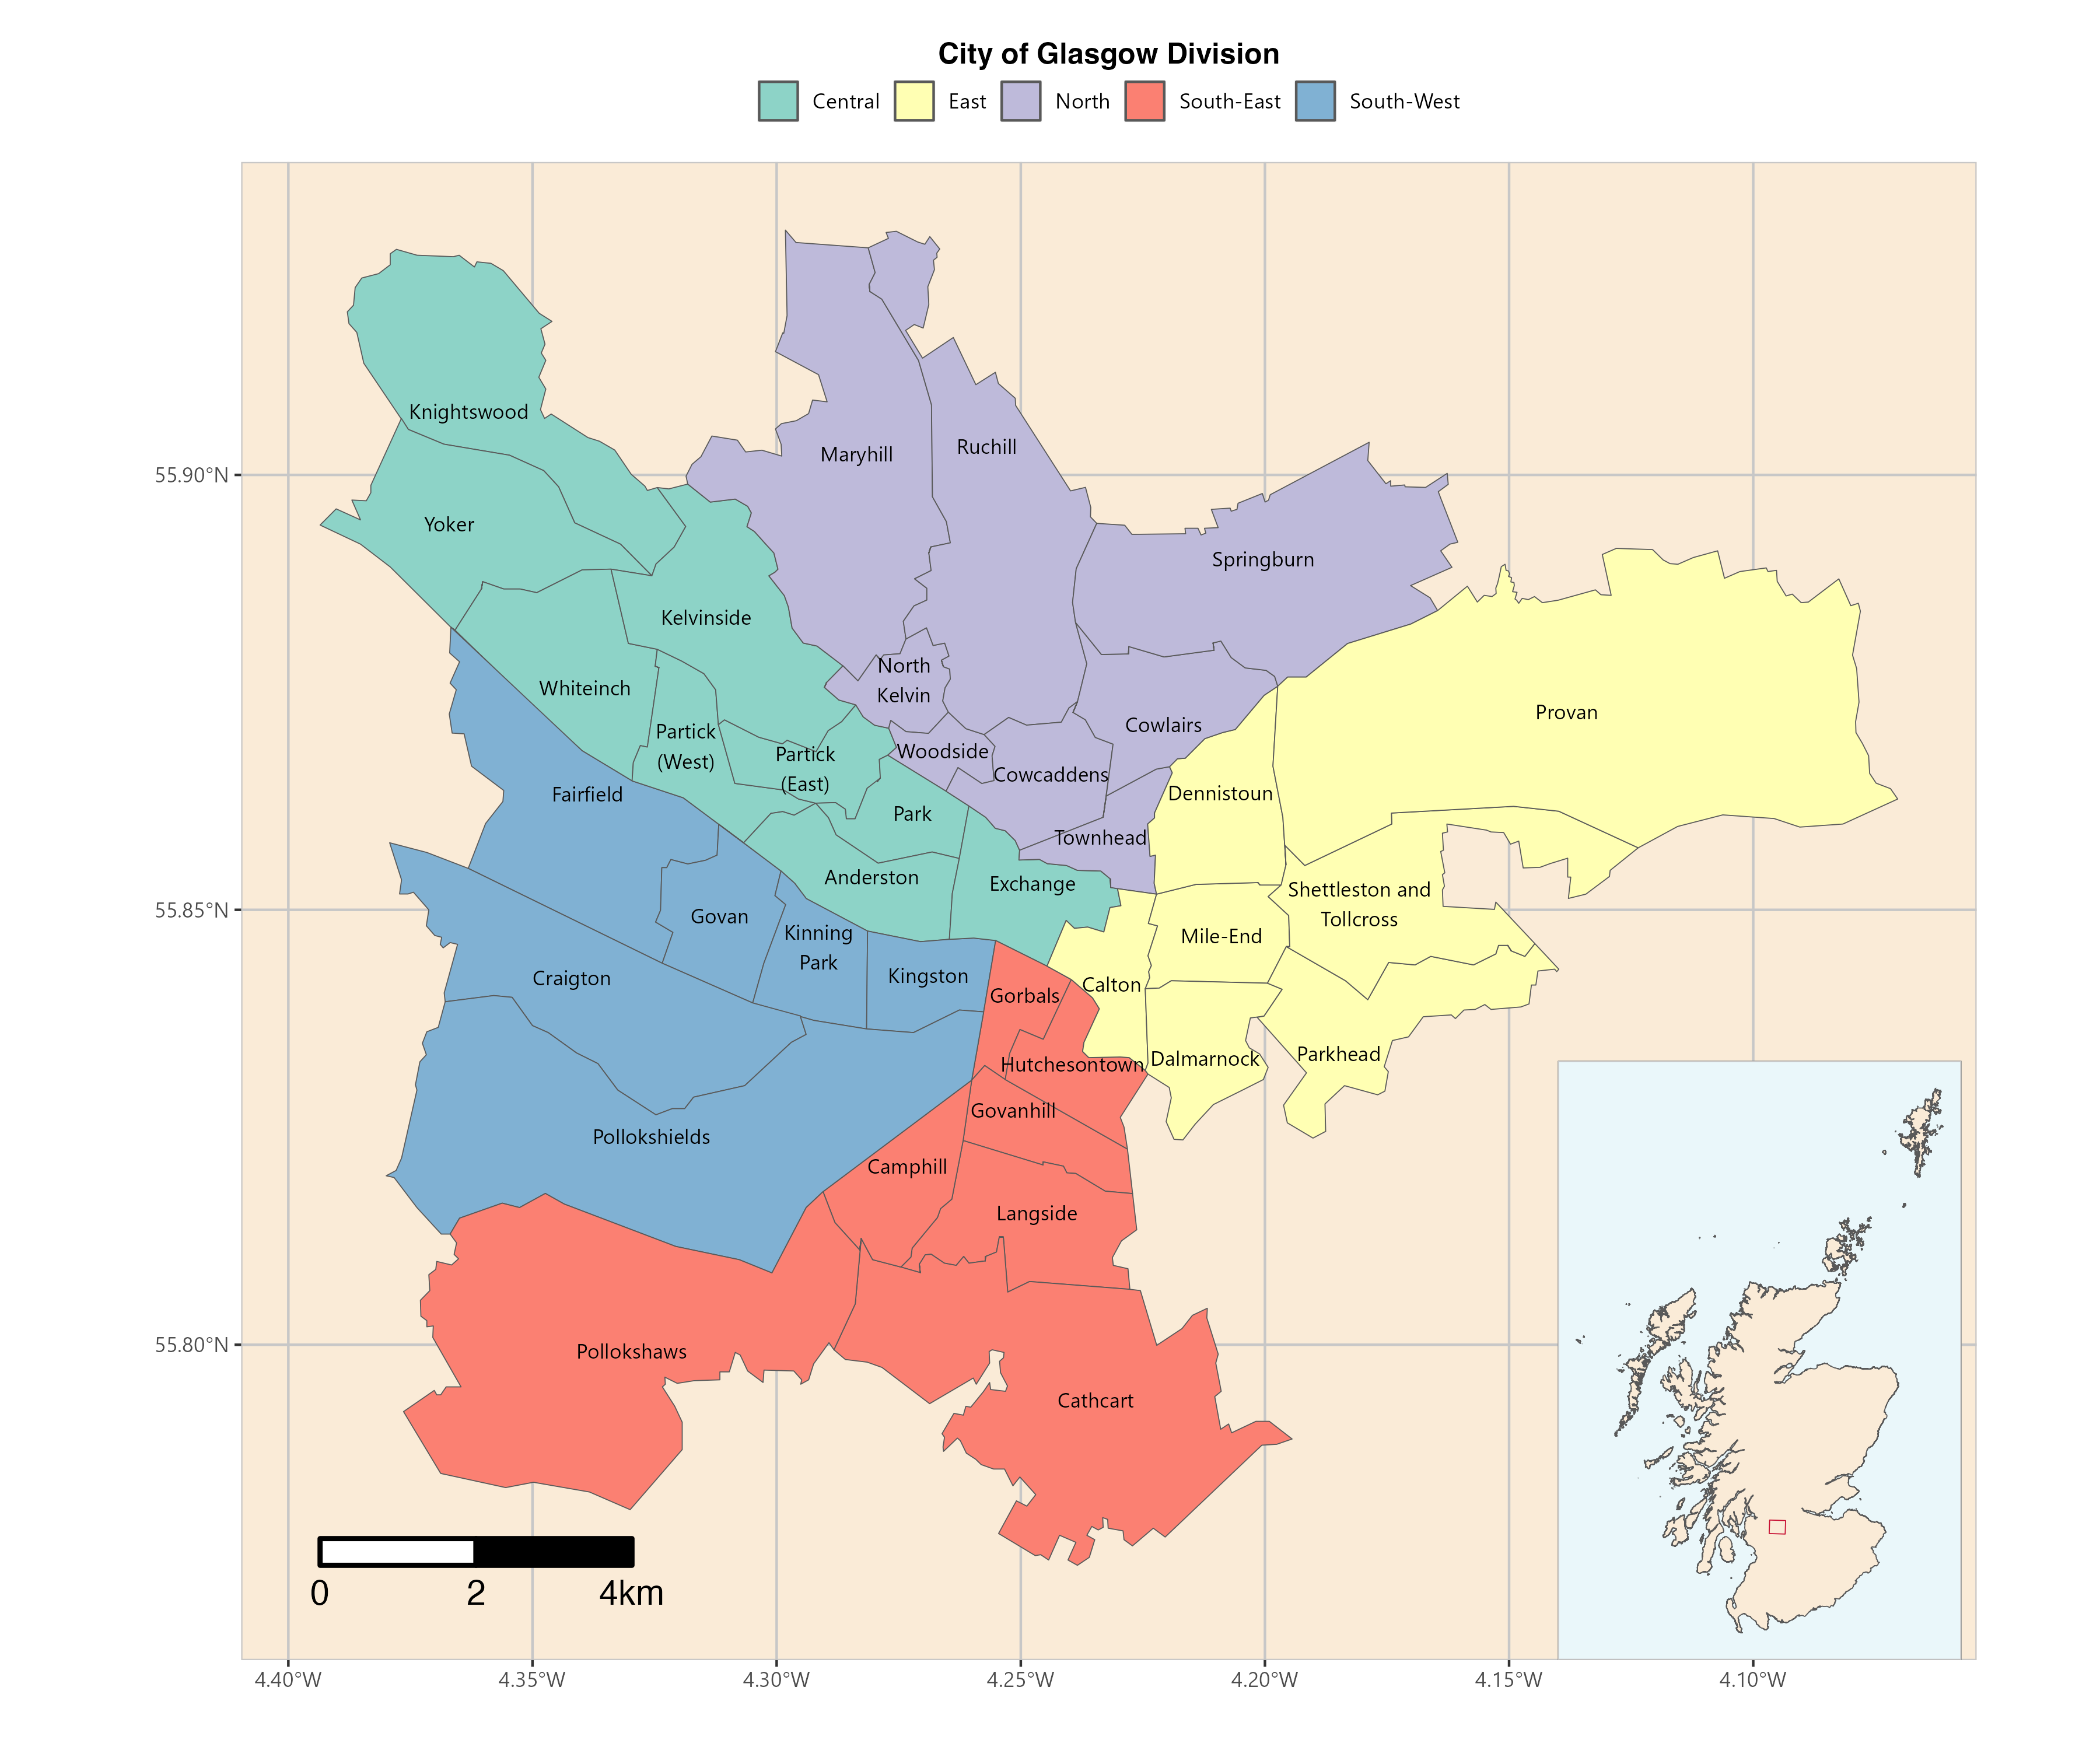 City of Glasgow Division
Central East North South-East South-West
Knightswood
Ruchill
Maryhill
55.90°N
Yoker
Springburn
Kelvinside
North
Kelvin
Whiteinch
Provan
Cowlairs
Partick
(West)
Woodside
Partick
(East)
Cowcaddens
Dennistoun
Fairfield
Park
Townhead
Anderston
Exchange
Shettleston and
Tollcross
55.85°N
Govan
Kinning
Park
Mile-End
Kingston
Craigton
Calton
Gorbals
Parkhead
Dalmarnock
Hutchesontown
Govanhill
Pollokshields
Camphill
Langside
55.80°N
Pollokshaws
Cathcart
0 2 4km
4.40°W 4.35°W 4.30°W 4.25°W 4.20°W 4.15°W 4.10°W